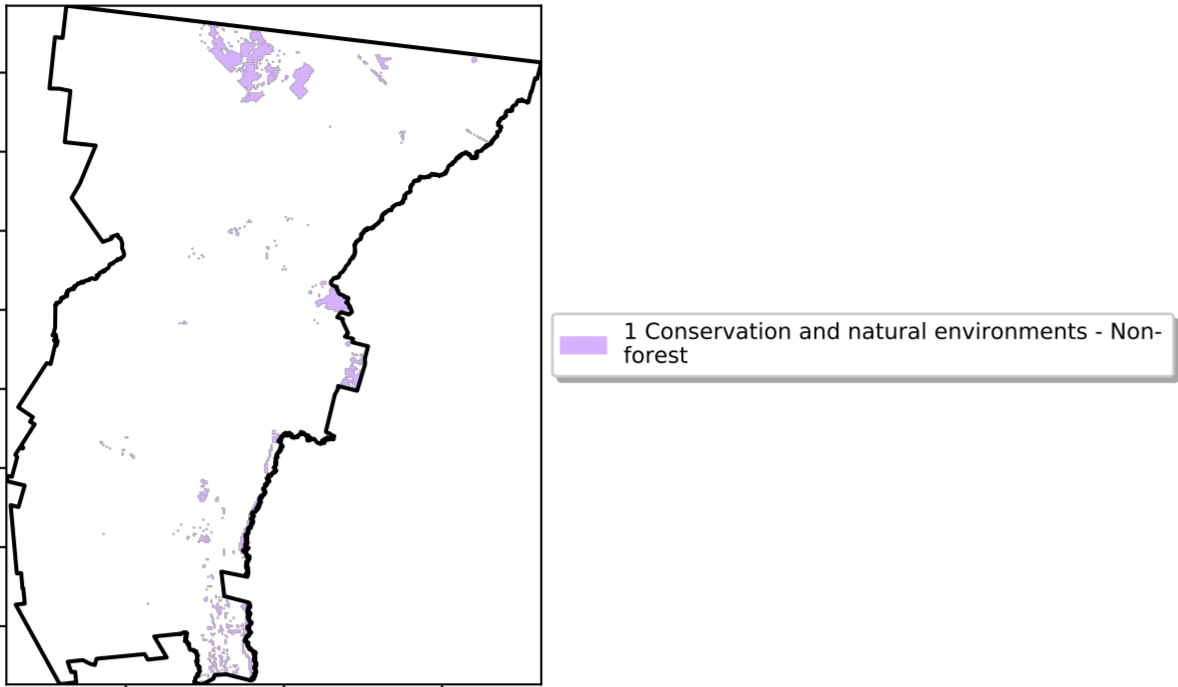 1 Conservation and natural environments - Non-
forest